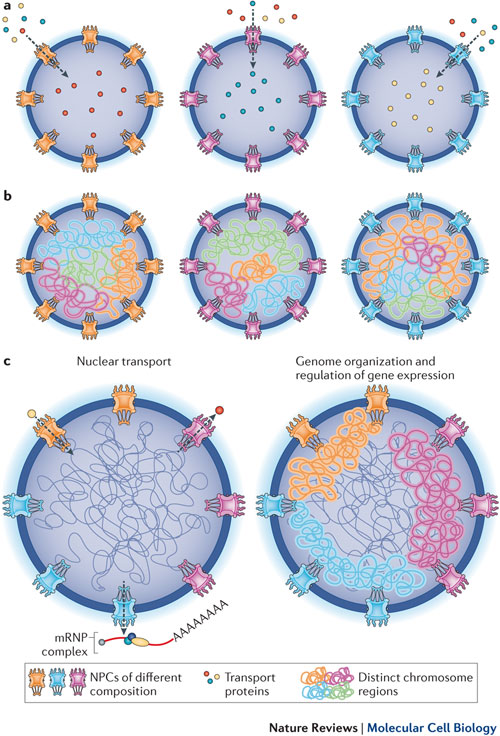 a
b
c
Nuclear transport
Genome organization and
regulation of gene expression
AAAAAAAA
mRNP
complex
NPCs of different
composition
Transport
proteins
Distinct chromosome
regions
Nature Reviews | Molecular Cell Biology